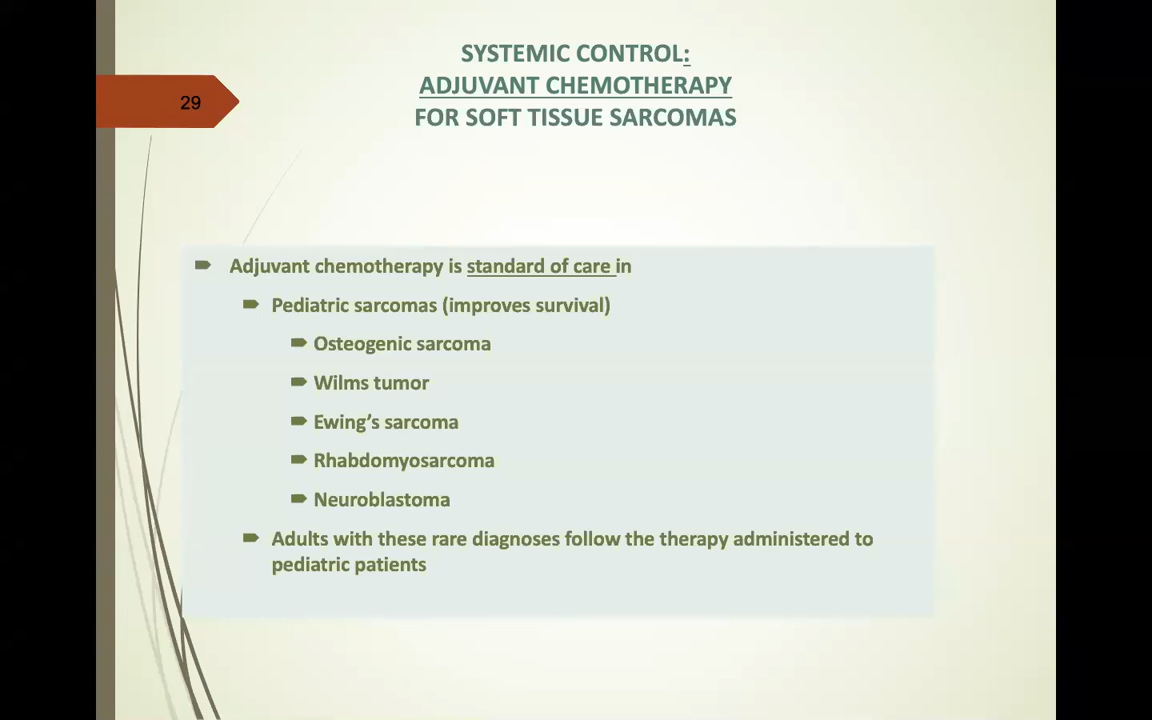 SYSTEMIC CONTROL:
ADJUVANT CHEMOTHERAPY
FOR SOFT TISSUE SARCOMAS
29
Adjuvant chemotherapy is standard of care in
Pediatric sarcomas (improves survival)
Osteogenic sarcoma
Wilms tumor
Ewing’s sarcoma
Rhabdomyosarcoma
Neuroblastoma
Adults with these rare diagnoses follow the therapy administered to
pediatric patients